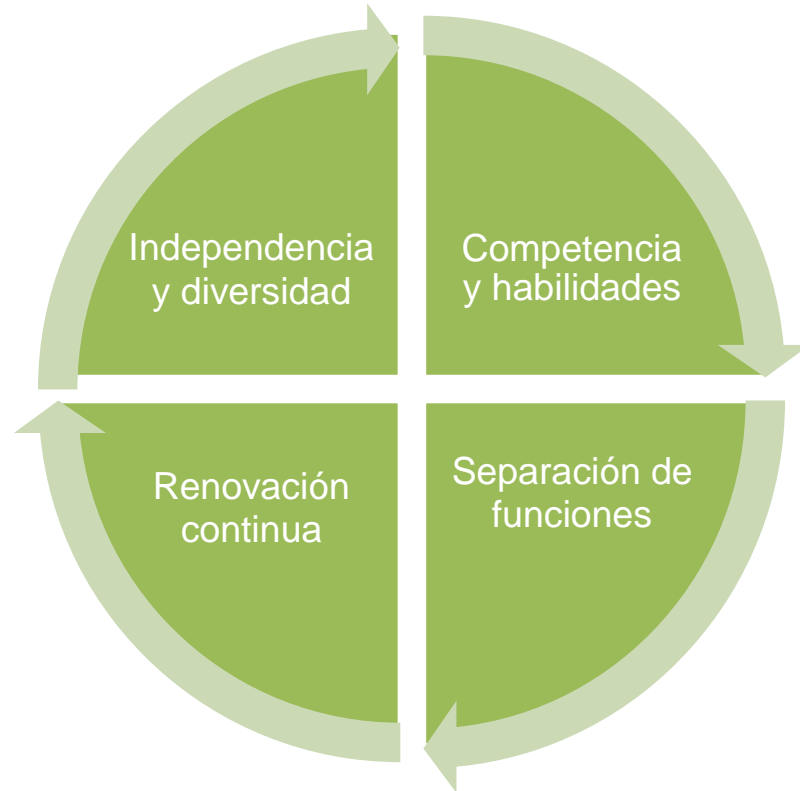 Independencia
y diversidad
Competencia
y habilidades
Renovación
continua
Separación de
funciones